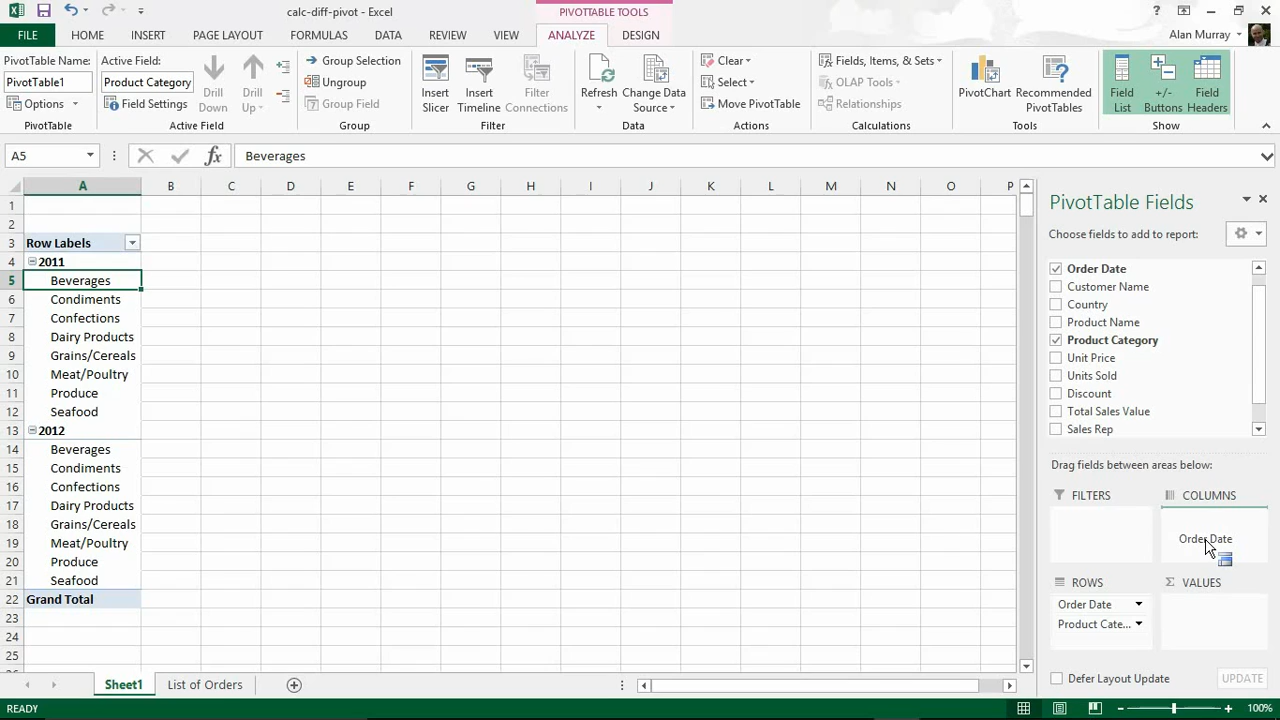 calc-diff-pivot - Excel
PIVOTTABLE TOOLS
?
FILE HOME INSERT PAGE LAYOUT FORMULAS DATA REVIEW VIEW ANALYZE DESIGN Alan Murray
PivotTable Name:
PivotTable1
Options
PivotTable
Active Field:
Product Category
Field Settings
Drill
Down
Drill
Up
Active Field
Group Selection
Ungroup
Group Field
Group
Insert
Slicer
Insert
Timeline
Filter
Connections
Filter
Refresh
Change Data
Source
Data
Clear
Select
Move PivotTable
Actions
Fields, Items, & Sets
OLAP Tools
Relationships
Calculations
PivotChart
Recommended
PivotTables
Tools
Field
List
+/-
Buttons
Field
Headers
Show
A5 fx Beverages
A B C D E F G H I J K L M N O P
1
2
3 Row Labels
4 2011
5 Beverages
6 Condiments
7 Confections
8 Dairy Products
9 Grains/Cereals
10 Meat/Poultry
11 Produce
12 Seafood
13 2012
14 Beverages
15 Condiments
16 Confections
17 Dairy Products
18 Grains/Cereals
19 Meat/Poultry
20 Produce
21 Seafood
22 Grand Total
23
24
25
PivotTable Fields
Choose fields to add to report:
Order Date
Customer Name
Country
Product Name
Product Category
Unit Price
Units Sold
Discount
Total Sales Value
Sales Rep
Drag fields between areas below:
FILTERS
COLUMNS
Order Date
ROWS
Order Date
Product Cate...
Σ VALUES
Defer Layout Update UPDATE
Sheet1 List of Orders
READY
100%